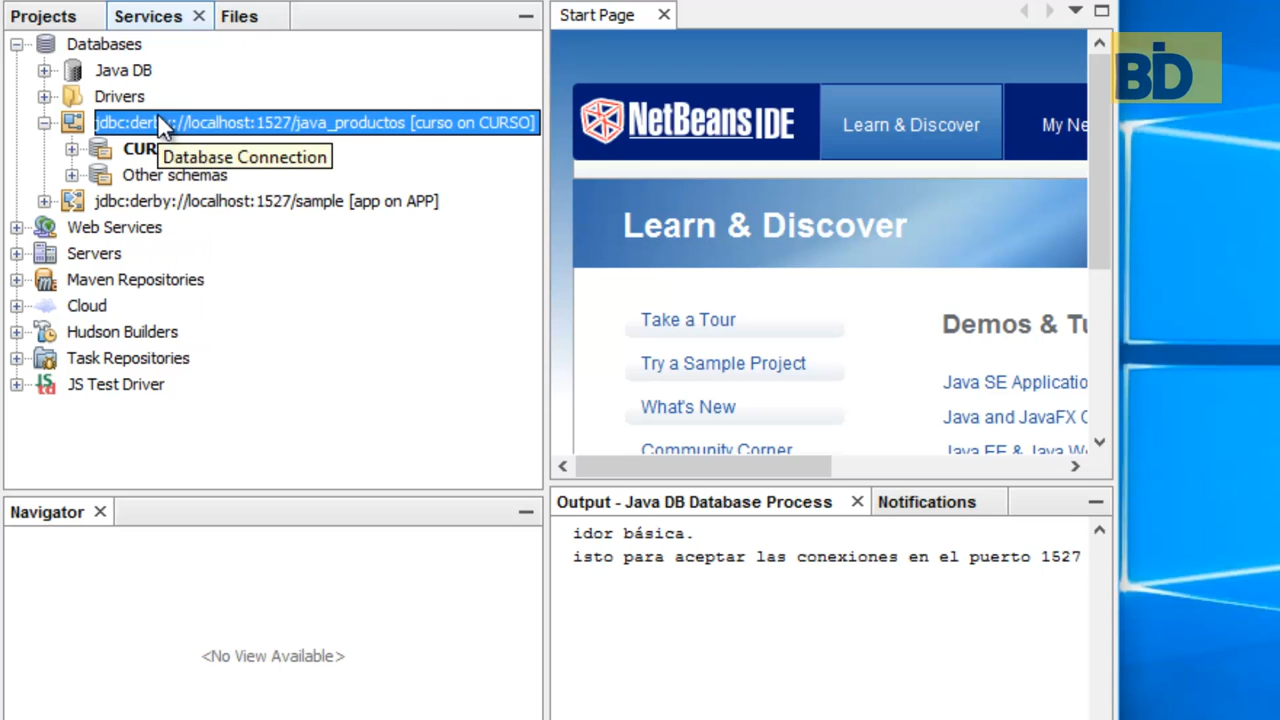 Projects
Services
Files
Databases
Java DB
Drivers
jdbc:derby://localhost:1527/java_productos [curso on CURSO]
CUR
Database Connection
Other schemas
jdbc:derby://localhost:1527/sample [app on APP]
Web Services
Servers
Maven Repositories
Cloud
Hudson Builders
Task Repositories
JS Test Driver
Navigator
<No View Available>
Start Page
NetBeans IDE
Learn & Discover
My Ne
Learn & Discover
Take a Tour
Try a Sample Project
What's New
Community Corner
Demos & Tu
Java SE Applicatio
Java and JavaFX
Java EE & Java W
Output - Java DB Database Process
Notifications
idor básica.
isto para aceptar las conexiones en el puerto 1527
BD